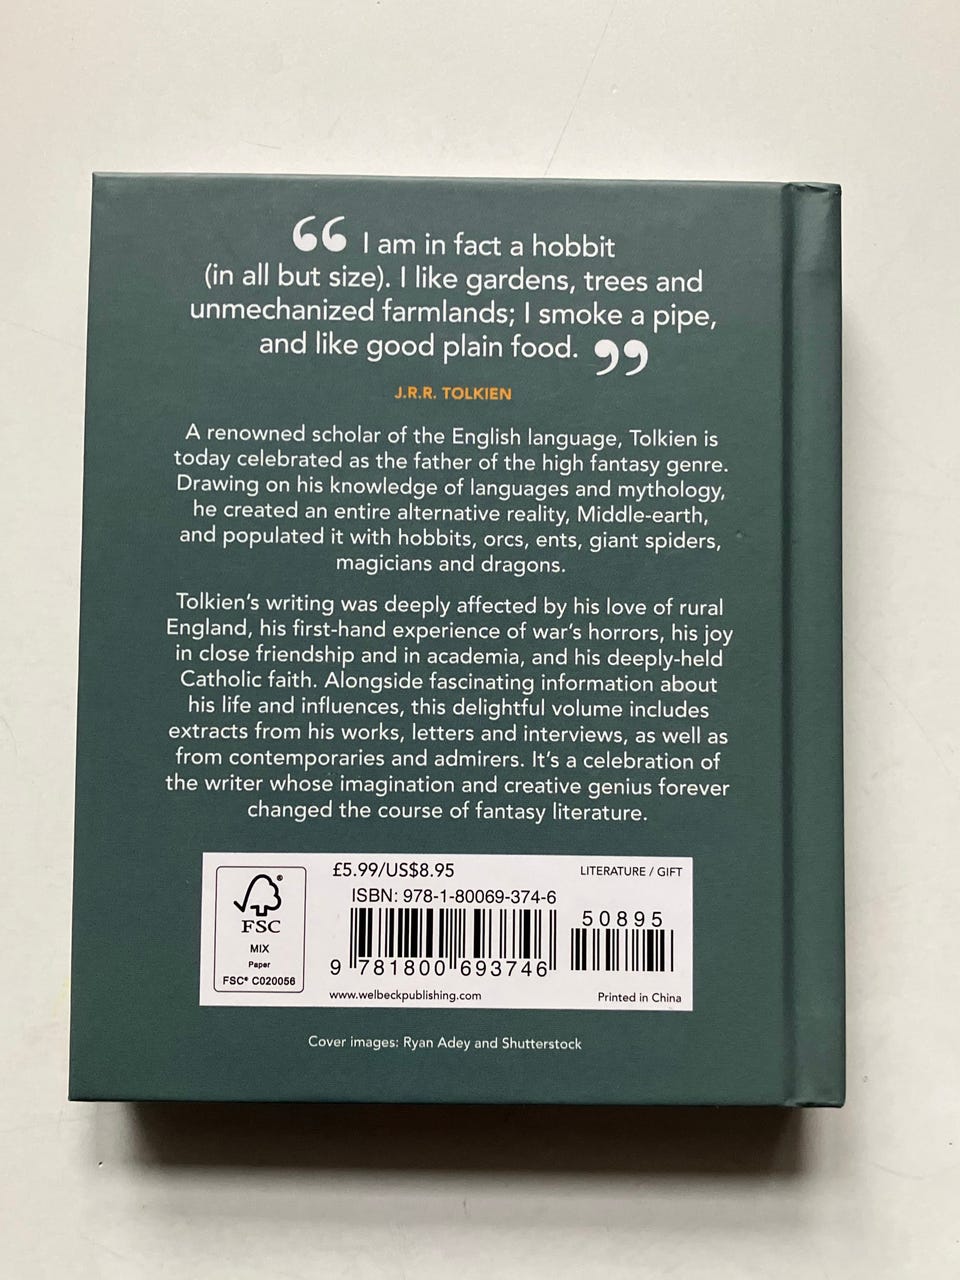 “ I am in fact a hobbit
(in all but size). I like gardens, trees and
unmechanized farmlands; I smoke a pipe,
and like good plain food. ”
J.R.R. TOLKIEN
A renowned scholar of the English language, Tolkien is
today celebrated as the father of the high fantasy genre.
Drawing on his knowledge of languages and mythology,
he created an entire alternative reality, Middle-earth,
and populated it with hobbits, orcs, ents, giant spiders,
magicians and dragons.
Tolkien’s writing was deeply affected by his love of rural
England, his first-hand experience of war’s horrors, his joy
in close friendship and in academia, and his deeply-held
Catholic faith. Alongside fascinating information about
his life and influences, this delightful volume includes
extracts from his works, letters and interviews, as well as
from contemporaries and admirers. It’s a celebration of
the writer whose imagination and creative genius forever
changed the course of fantasy literature.
£5.99/US$8.95
LITERATURE / GIFT
ISBN: 978-1-80069-374-6
50895
9 781800 693746
www.welbeckpublishing.com
Printed in China
®
FSC
MIX
Paper
FSC® C020056
Cover images: Ryan Adey and Shutterstock